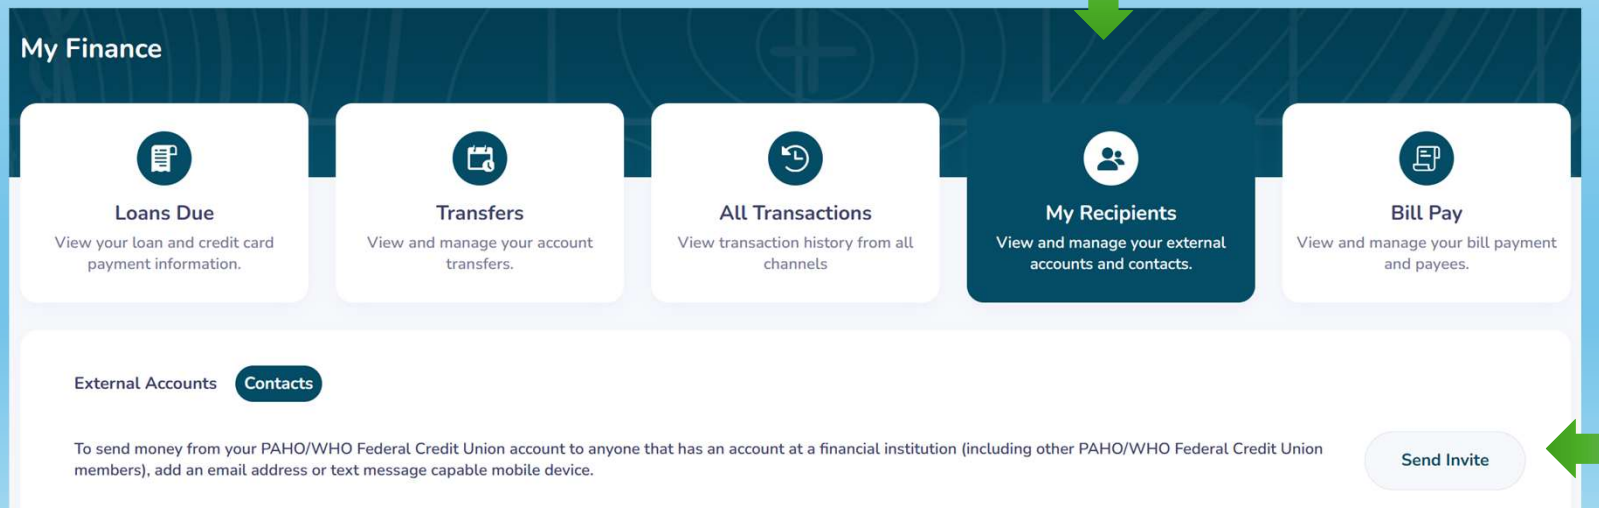 My Finance
Loans Due
View your loan and credit card
payment information.
Transfers
View and manage your account
transfers.
All Transactions
View transaction history from all
channels
My Recipients
View and manage your external
accounts and contacts.
Bill Pay
View and manage your bill payment
and payees.
External Accounts Contacts
To send money from your PAHO/WHO Federal Credit Union account to anyone that has an account at a financial institution (including other PAHO/WHO Federal Credit Union
members), add an email address or text message capable mobile device.
Send Invite